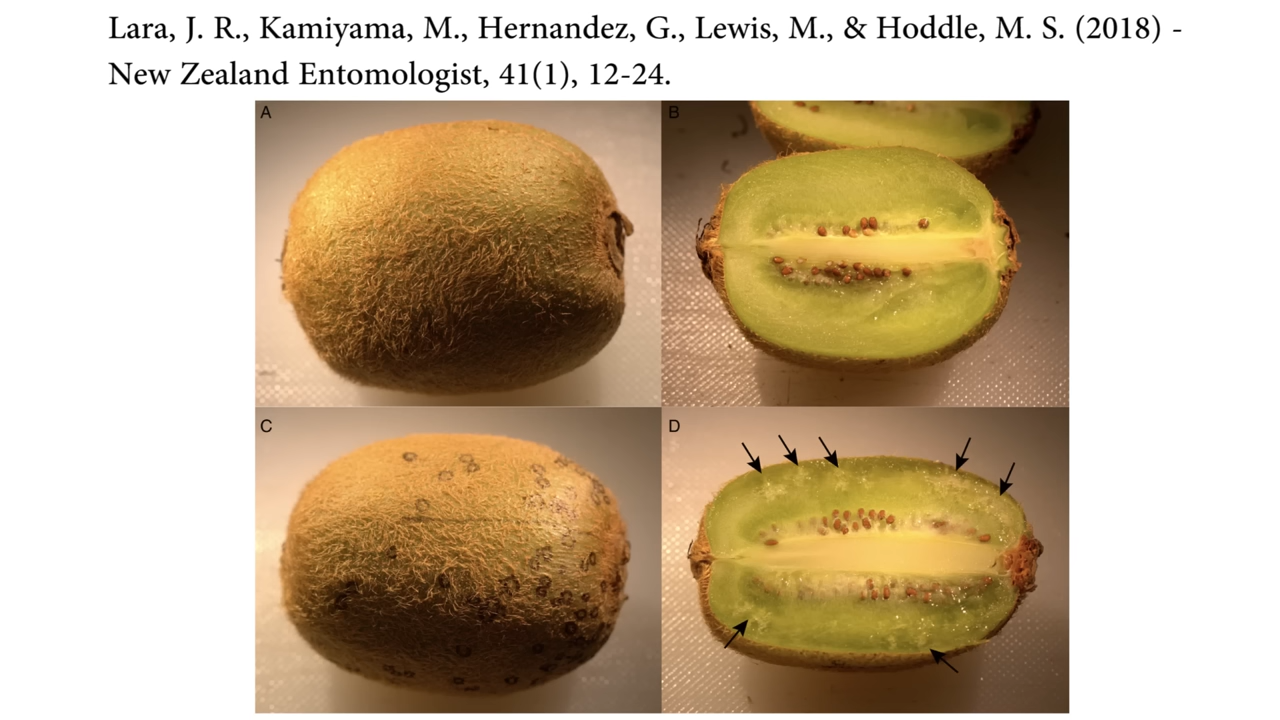 Lara, J. R., Kamiyama, M., Hernandez, G., Lewis, M., & Hoddle, M. S. (2018) -
New Zealand Entomologist, 41(1), 12-24.
A
B
C
D